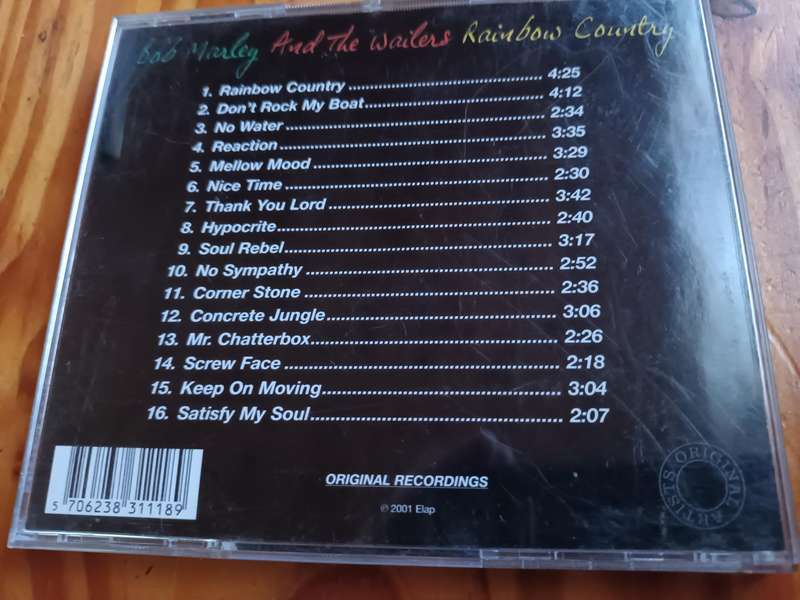 Bob Marley And The Wailers Rainbow Country
1. Rainbow Country 4:25
2. Don't Rock My Boat 4:12
3. No Water 2:34
4. Reaction 3:35
5. Mellow Mood 3:29
6. Nice Time 2:30
7. Thank You Lord 3:42
8. Hypocrite 2:40
9. Soul Rebel 3:17
10. No Sympathy 2:52
11. Corner Stone 2:36
12. Concrete Jungle 3:06
13. Mr. Chatterbox 2:26
14. Screw Face 2:18
15. Keep On Moving 3:04
16. Satisfy My Soul 2:07
ORIGINAL RECORDINGS
℗ 2001 Elap
5 706238 311189
ORIGINAL ARTISTS